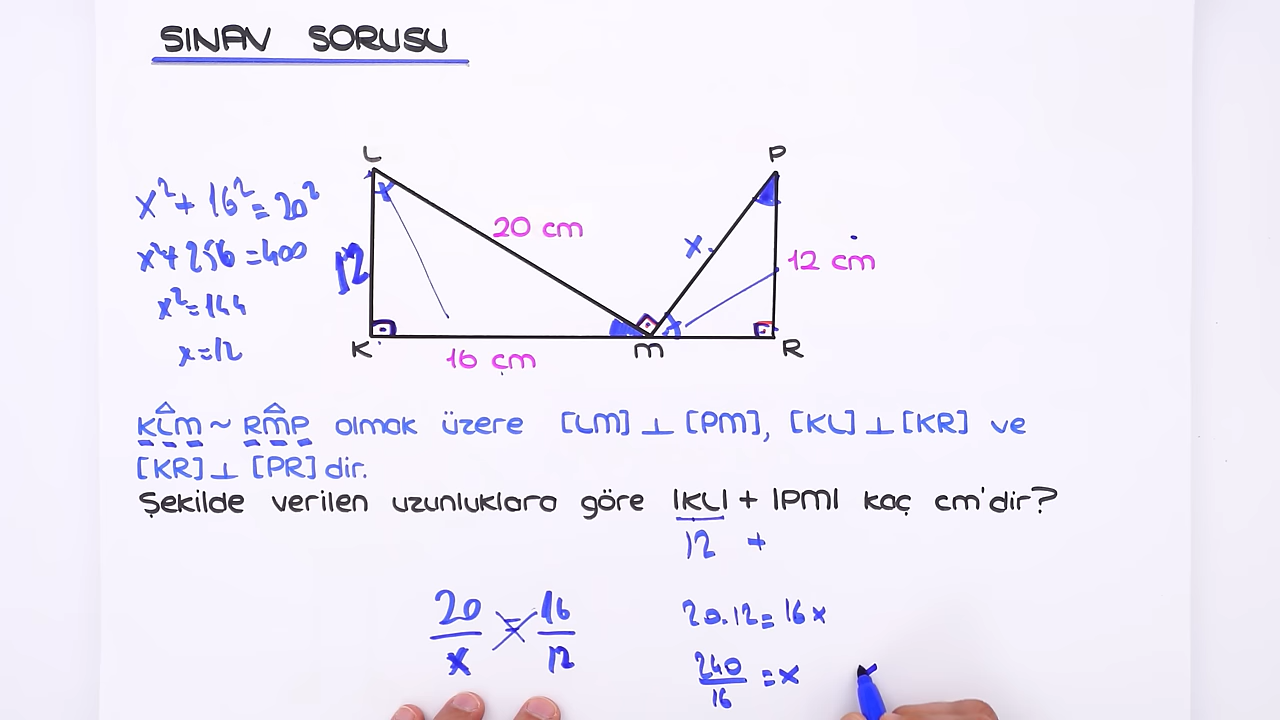 SINAV SORUSU
L
P
x² + 16² = 20²
x
20 cm
x
x² + 256 = 400
12
12 cm
x² = 144
x
x = 12
K
16 cm
m
R
KLM ~ RMP olmak üzere [LM] ⊥ [PM], [KL] ⊥ [KR] ve
[KR] ⊥ [PR] dir.
Şekilde verilen uzunluklara göre |KL| + |PM| kaç cm'dir?
12 +
20/x = 16/12
20.12 = 16x
240/16 = x
x